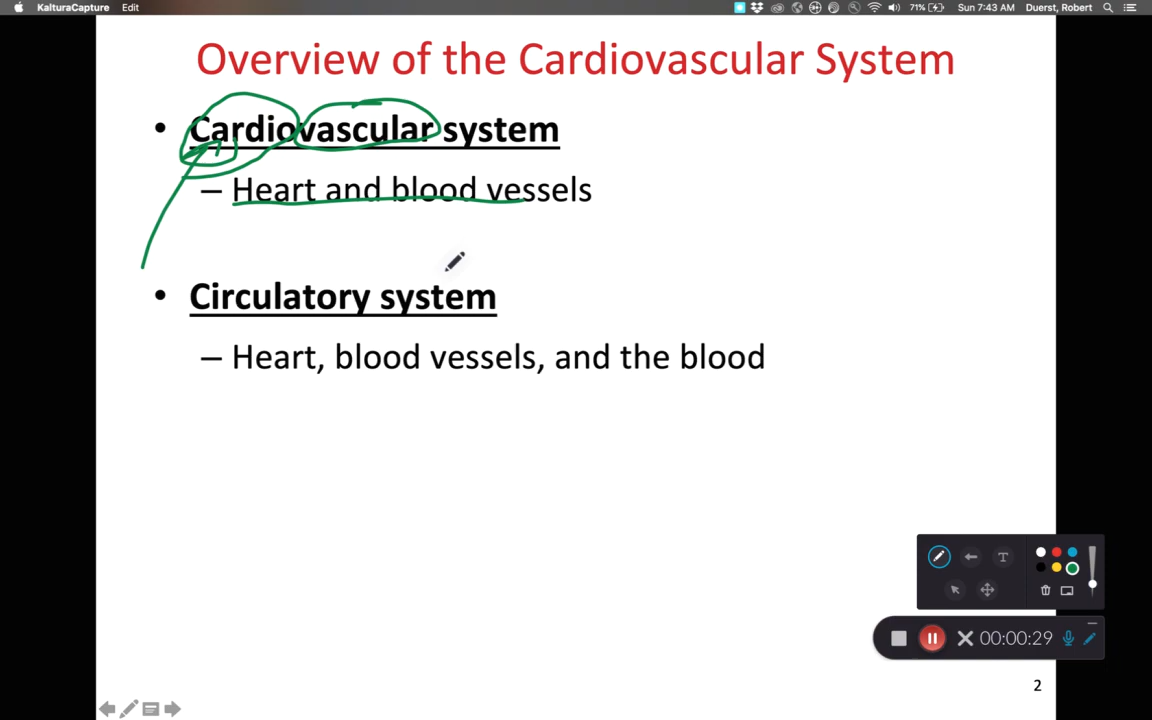 KalturaCapture Edit 71% Sun 7:43 AM Duerst, Robert
Overview of the Cardiovascular System
• Cardiovascular system
– Heart and blood vessels
• Circulatory system
– Heart, blood vessels, and the blood
T
00:00:29
2